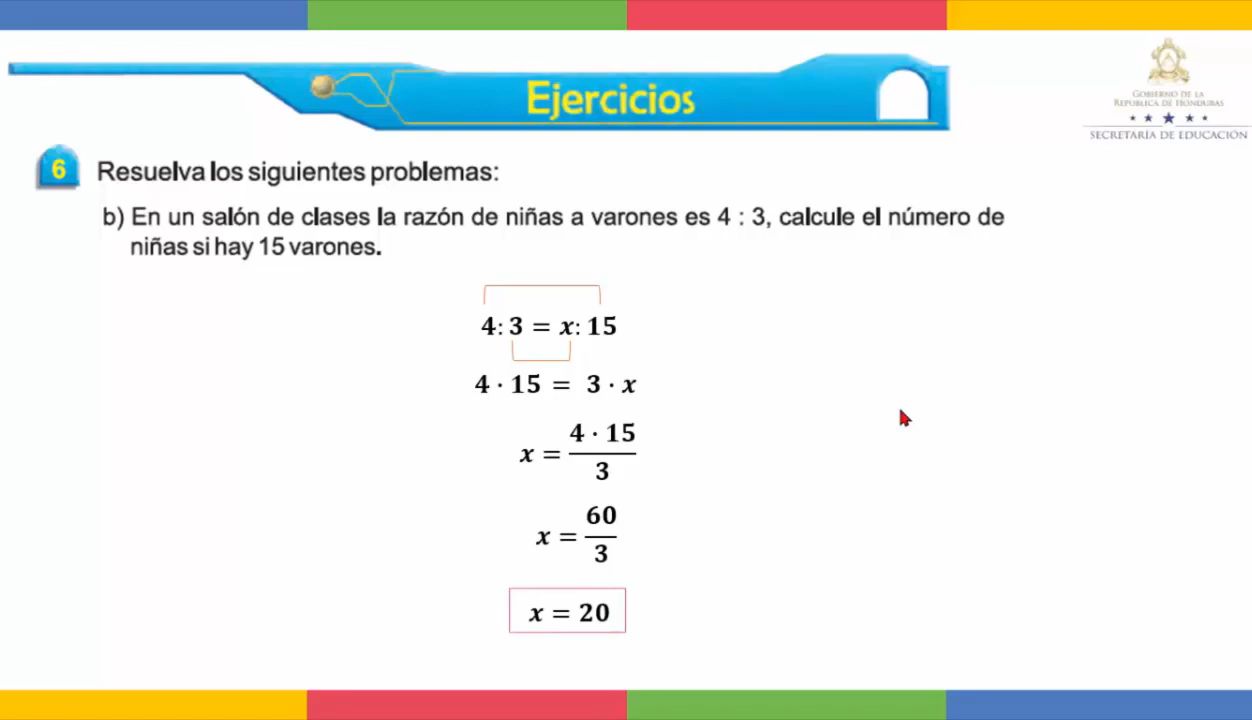 Ejercicios
GOBIERNO DE LA
REPÚBLICA DE HONDURAS
SECRETARÍA DE EDUCACIÓN
6 Resuelva los siguientes problemas:
b) En un salón de clases la razón de niñas a varones es 4 : 3, calcule el número de
niñas si hay 15 varones.
4: 3 = x: 15
4 · 15 = 3 · x
x = 4 · 15 / 3
x = 60 / 3
x = 20